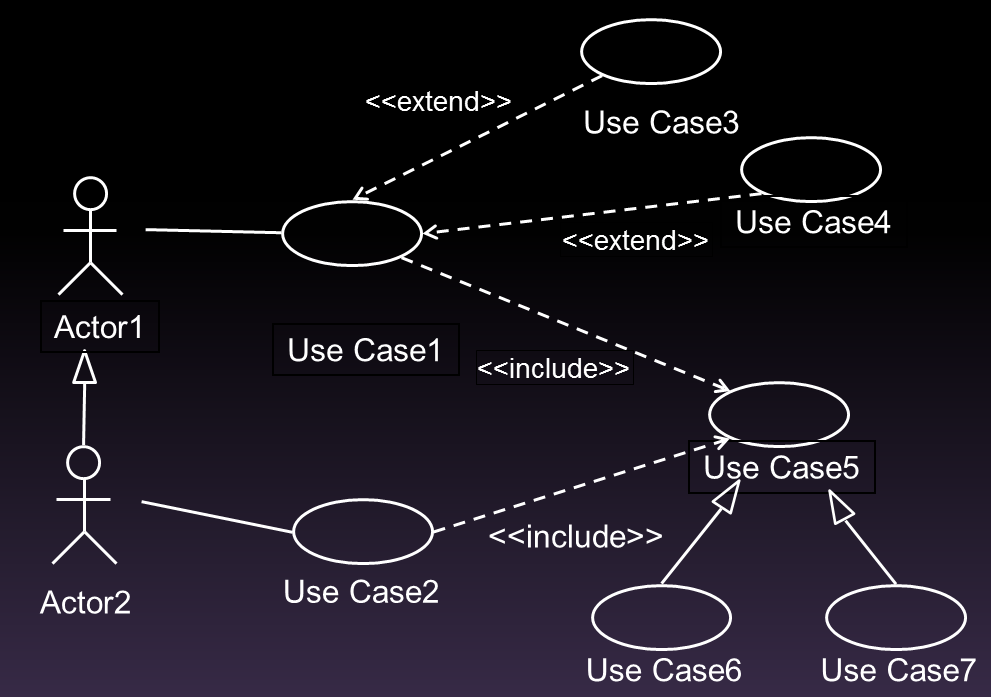 <<extend>>
Use Case3
Use Case4
<<extend>>
Actor1
Use Case1
<<include>>
Use Case5
<<include>>
Use Case2
Actor2
Use Case6
Use Case7